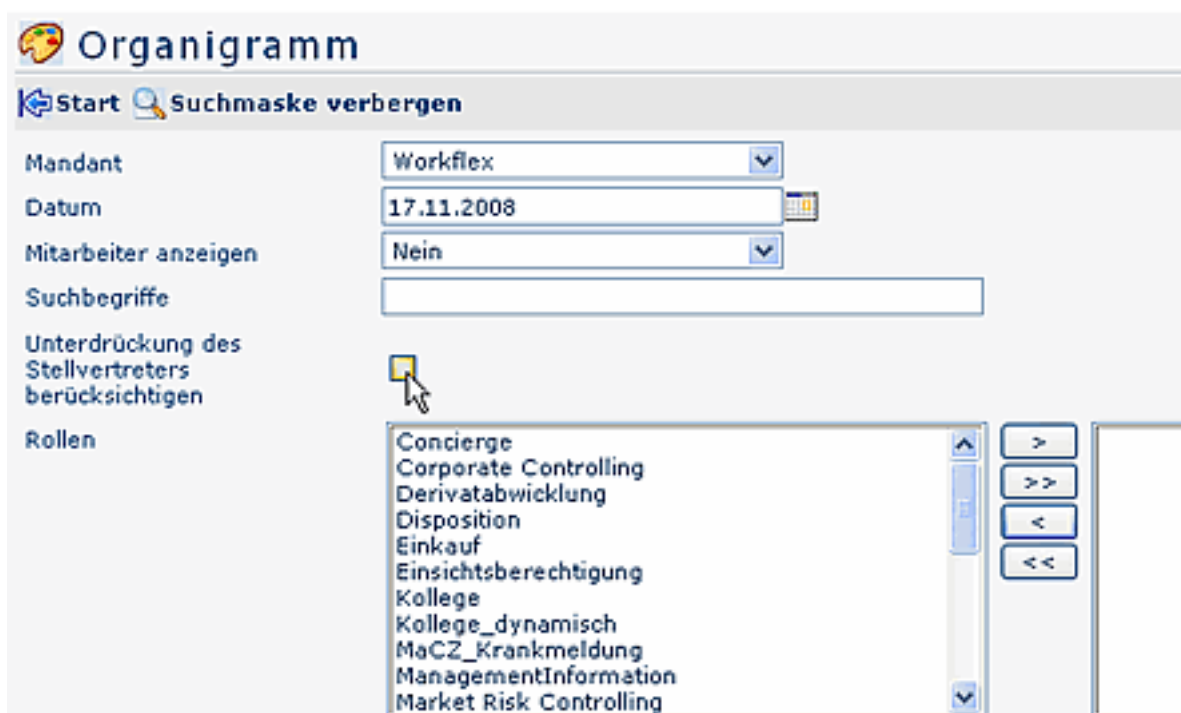 Organigramm
Start Suchmaske verbergen
Mandant Workflex
Datum 17.11.2008
Mitarbeiter anzeigen Nein
Suchbegriffe
Unterdrückung des
Stellvertreters
berücksichtigen
Rollen
Concierge
Corporate Controlling
Derivatabwicklung
Disposition
Einkauf
Einsichtsberechtigung
Kollege
Kollege_dynamisch
MaCZ_Krankmeldung
ManagementInformation
Market Risk Controlling
>
>>
<
<<